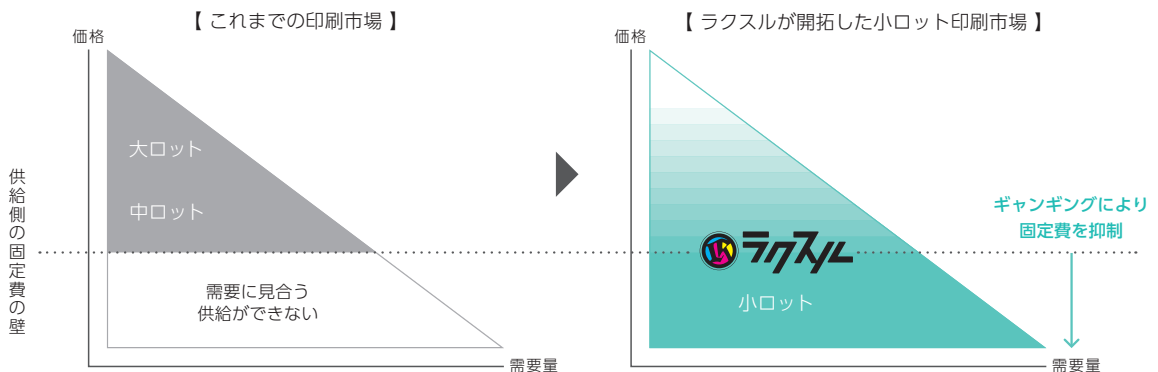 【 これまでの印刷市場 】
価格
大ロット
中ロット
供給側の固定費の壁
需要に見合う
供給ができない
需要量
【 ラクスルが開拓した小ロット印刷市場 】
価格
ギャンギングにより
固定費を抑制
ラクスル
小ロット
需要量